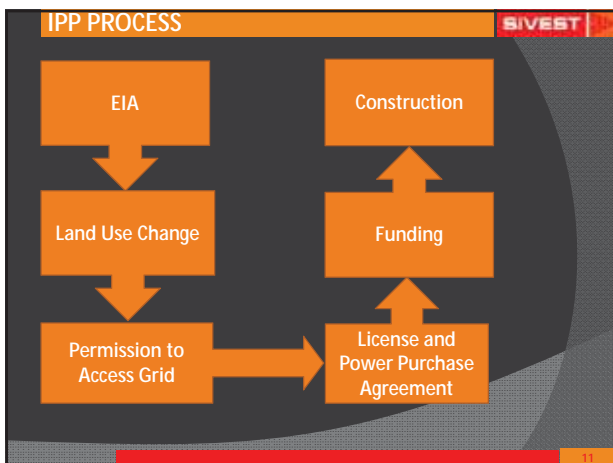 IPP PROCESS
SIVEST
EIA
Land Use Change
Permission to
Access Grid
License and
Power Purchase
Agreement
Funding
Construction
11